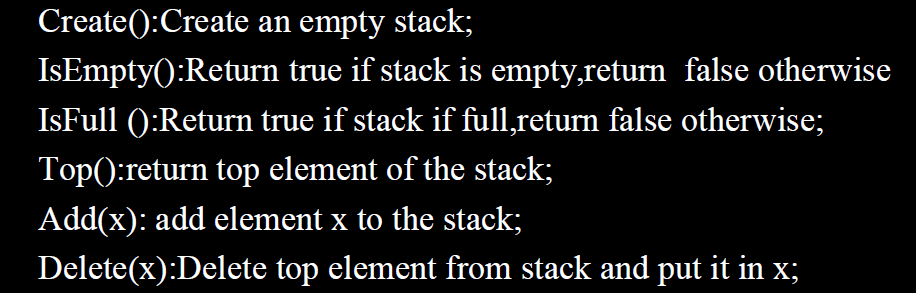 Create():Create an empty stack;
IsEmpty():Return true if stack is empty,return  false otherwise
IsFull ():Return true if stack if full,return false otherwise;
Top():return top element of the stack;
Add(x): add element x to the stack;
Delete(x):Delete top element from stack and put it in x;